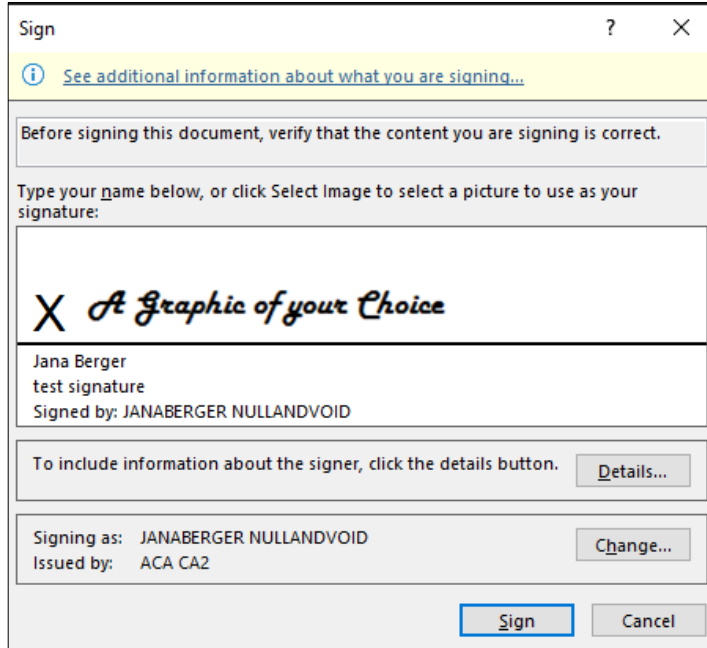 Sign ? X
See additional information about what you are signing...
Before signing this document, verify that the content you are signing is correct.
Type your name below, or click Select Image to select a picture to use as your
signature:
X A Graphic of your Choice
Jana Berger
test signature
Signed by: JANABERGER NULLANDVOID
To include information about the signer, click the details button. Details...
Signing as: JANABERGER NULLANDVOID Change...
Issued by: ACA CA2
Sign Cancel